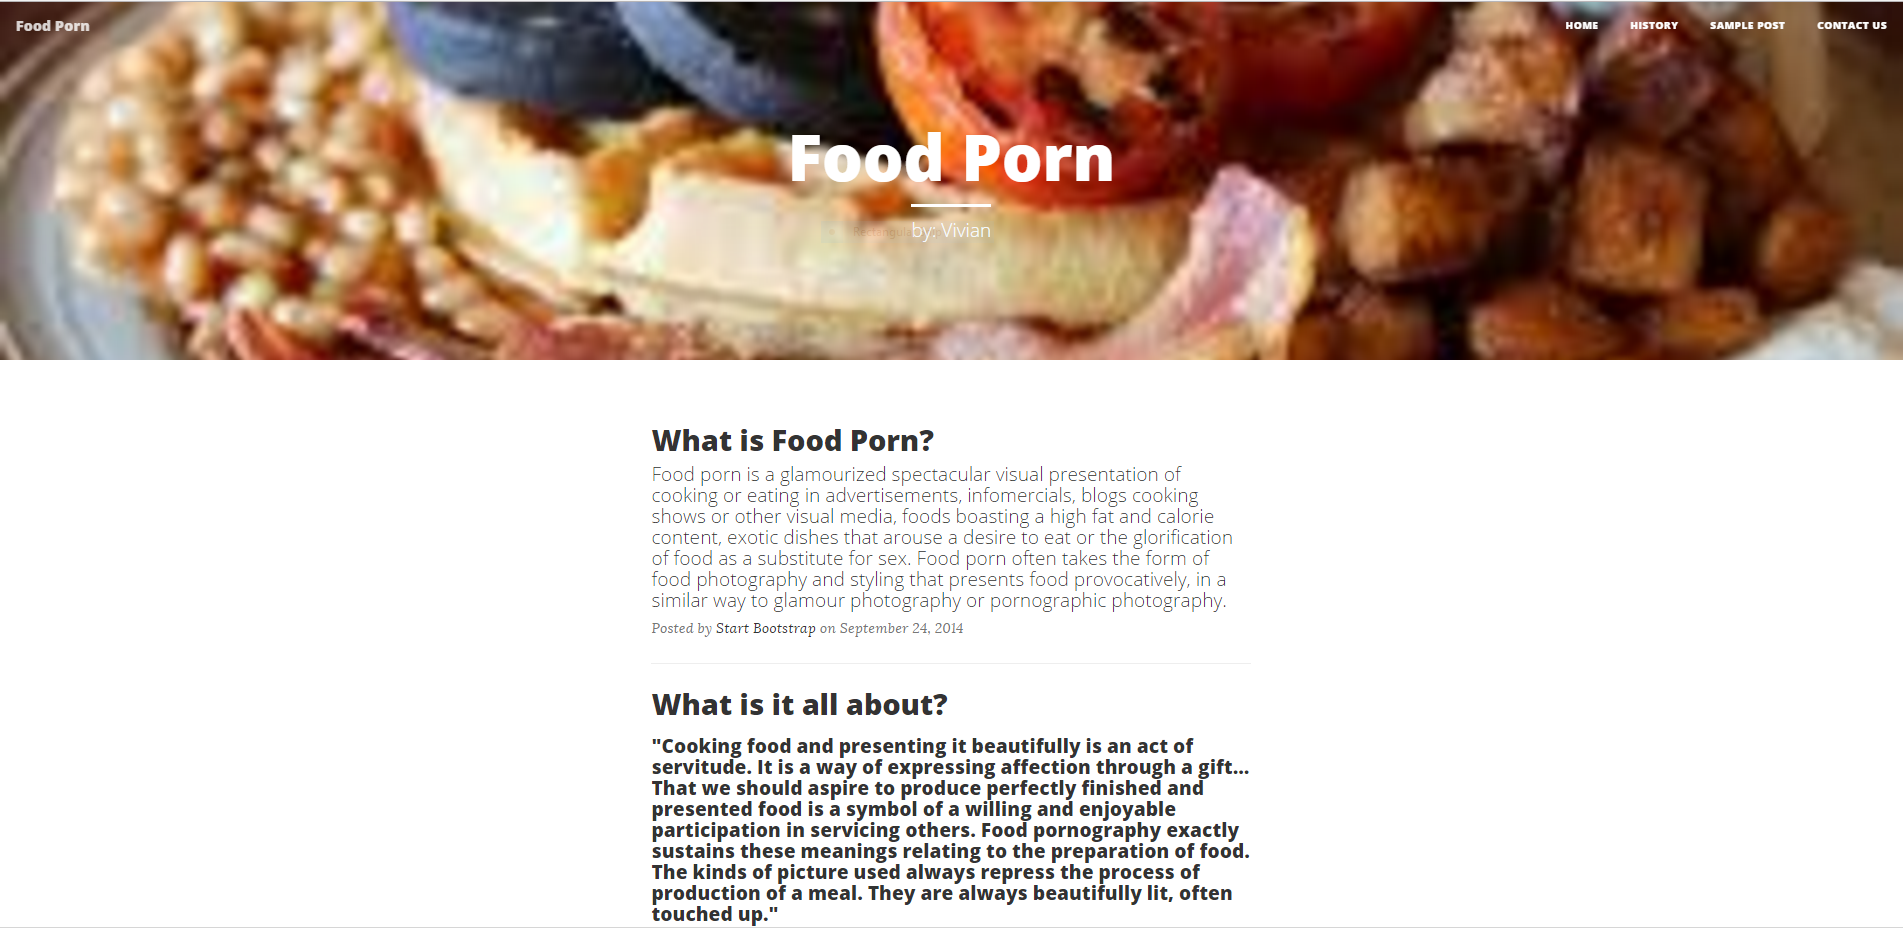 Food Porn
HOME HISTORY SAMPLE POST CONTACT US
Food Porn
by: Vivian
What is Food Porn?
Food porn is a glamourized spectacular visual presentation of
cooking or eating in advertisements, infomercials, blogs cooking
shows or other visual media, foods boasting a high fat and calorie
content, exotic dishes that arouse a desire to eat or the glorification
of food as a substitute for sex. Food porn often takes the form of
food photography and styling that presents food provocatively, in a
similar way to glamour photography or pornographic photography.
Posted by Start Bootstrap on September 24, 2014
What is it all about?
"Cooking food and presenting it beautifully is an act of
servitude. It is a way of expressing affection through a gift...
That we should aspire to produce perfectly finished and
presented food is a symbol of a willing and enjoyable
participation in servicing others. Food pornography exactly
sustains these meanings relating to the preparation of food.
The kinds of picture used always repress the process of
production of a meal. They are always beautifully lit, often
touched up."